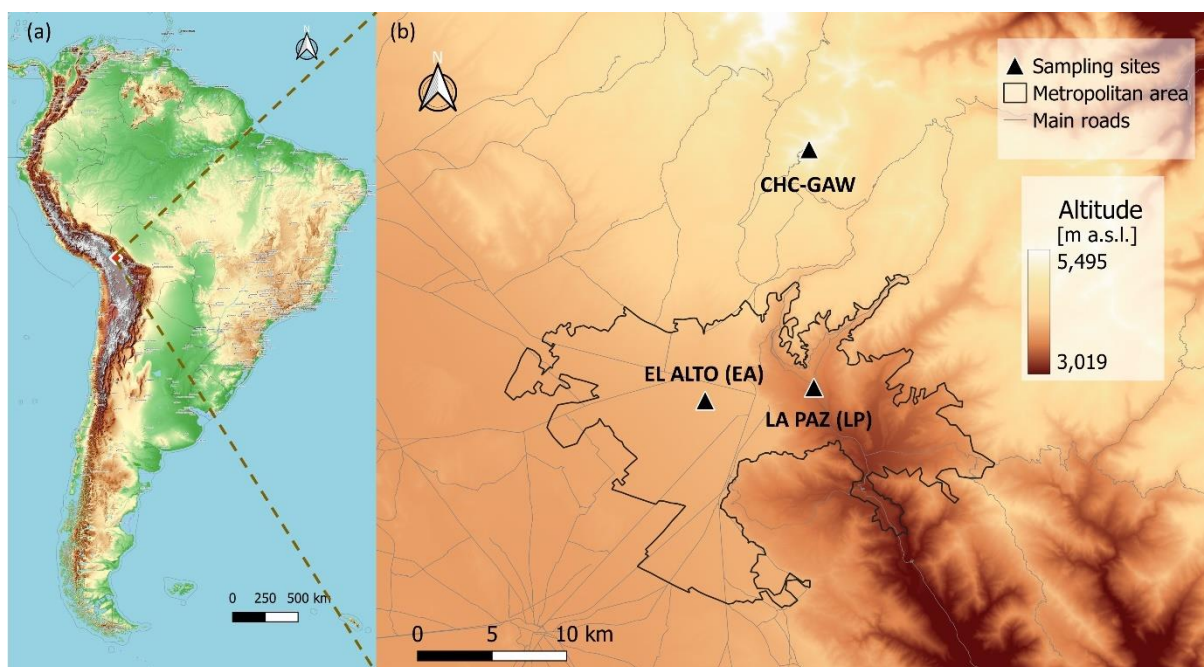 (a)
N
0 250 500 km
(b)
N
Sampling sites
Metropolitan area
Main roads
CHC-GAW
Altitude
[m a.s.l.]
5,495
3,019
EL ALTO (EA)
LA PAZ (LP)
0 5 10 km